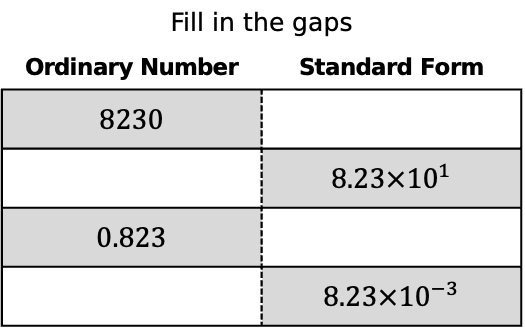 Fill in the gaps
Ordinary Number Standard Form
8230
8.23×10¹
0.823
8.23×10⁻³